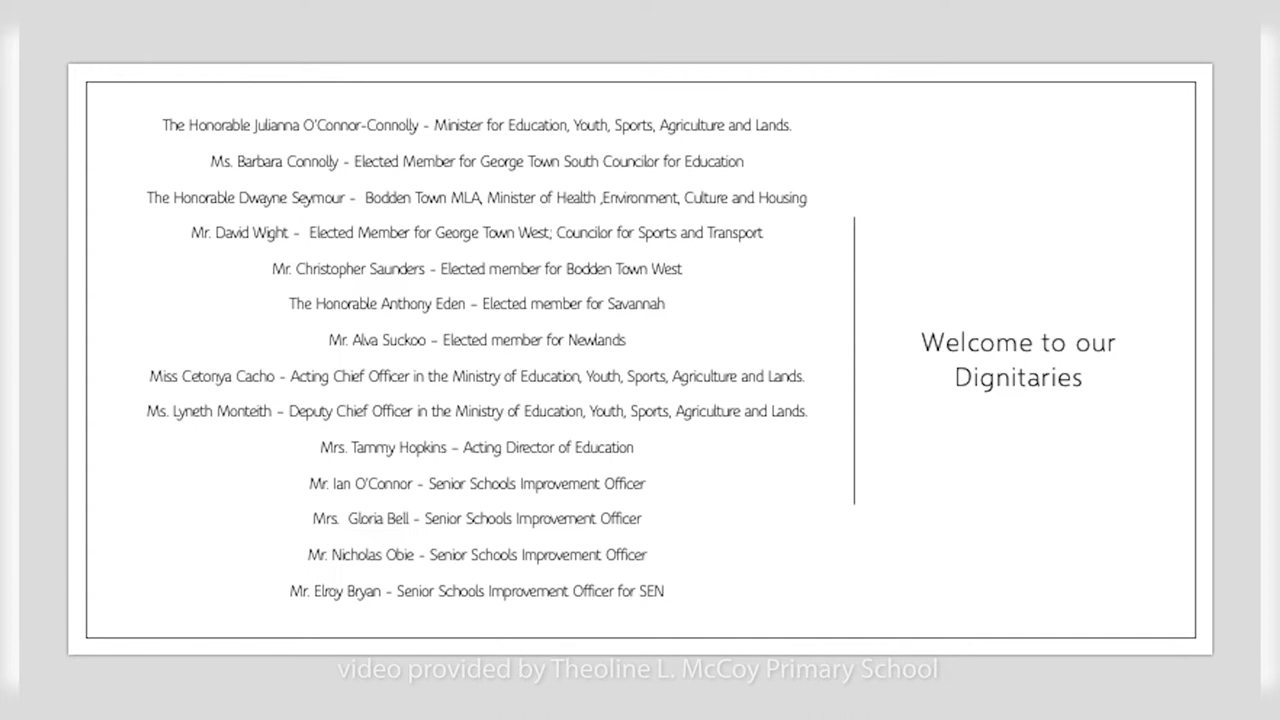 The Honorable Julianna O'Connor-Connolly - Minister for Education, Youth, Sports, Agriculture and Lands.
Ms. Barbara Connolly - Elected Member for George Town South Councilor for Education
The Honorable Dwayne Seymour - Bodden Town MLA, Minister of Health ,Environment, Culture and Housing
Mr. David Wight - Elected Member for George Town West; Councilor for Sports and Transport
Mr. Christopher Saunders - Elected member for Bodden Town West
The Honorable Anthony Eden – Elected member for Savannah
Mr. Alva Suckoo – Elected member for Newlands
Miss Cetonya Cacho - Acting Chief Officer in the Ministry of Education, Youth, Sports, Agriculture and Lands.
Ms. Lyneth Monteith – Deputy Chief Officer in the Ministry of Education, Youth, Sports, Agriculture and Lands.
Mrs. Tammy Hopkins – Acting Director of Education
Mr. Ian O'Connor - Senior Schools Improvement Officer
Mrs. Gloria Bell - Senior Schools Improvement Officer
Mr. Nicholas Obie - Senior Schools Improvement Officer
Mr. Elroy Bryan - Senior Schools Improvement Officer for SEN
Welcome to our
Dignitaries
video provided by Theoline L. McCoy Primary School